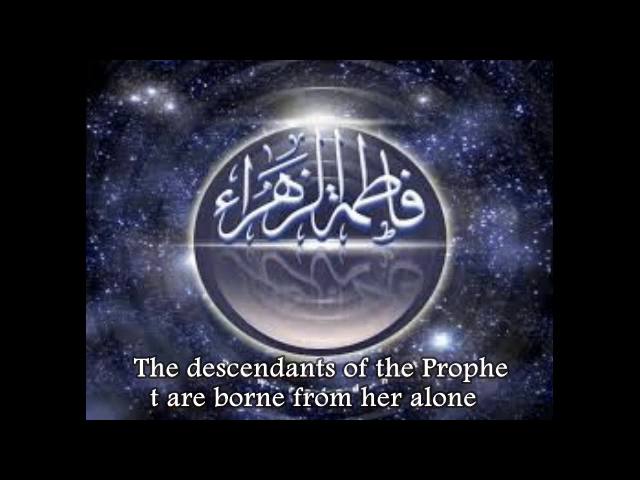 فاطمة الزهراء
The descendants of the Prophe
t are borne from her alone